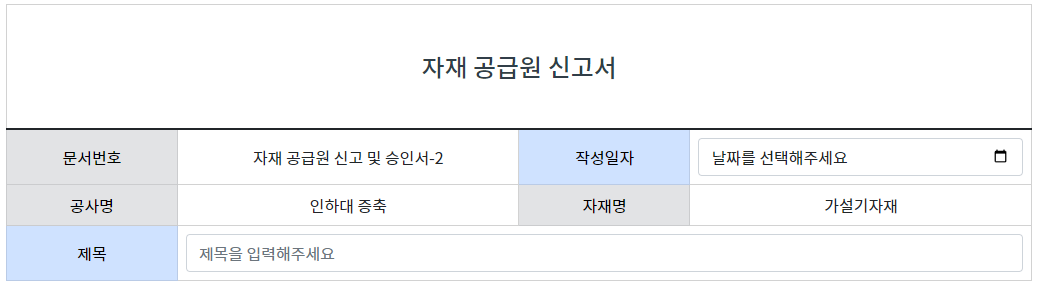 자재 공급원 신고서
문서번호 자재 공급원 신고 및 승인서-2 작성일자 날짜를 선택해주세요
공사명 인하대 증축 자재명 가설기자재
제목 제목을 입력해주세요